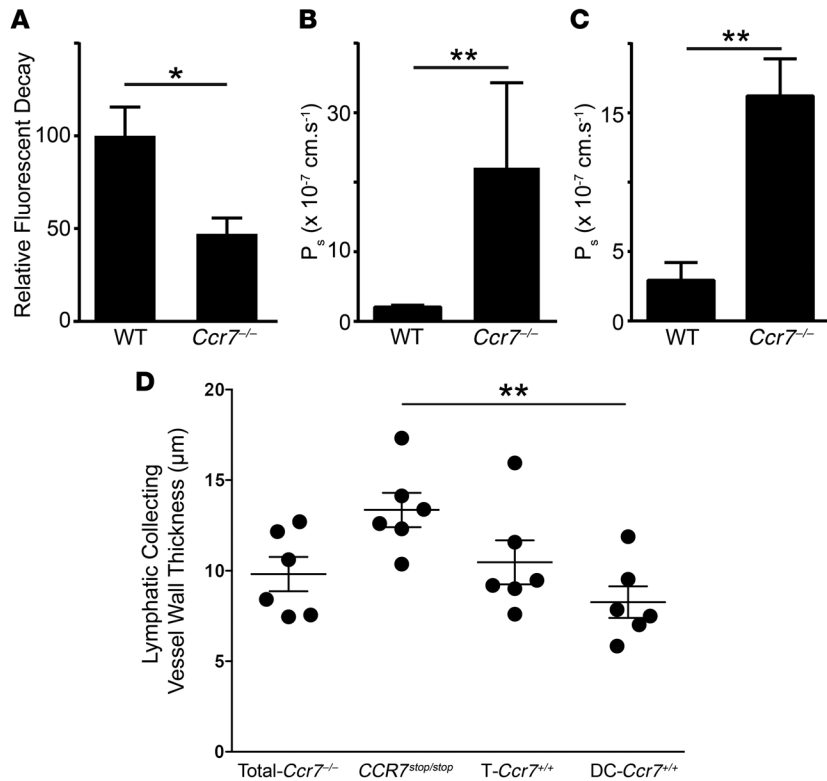 A
Relative Fluorescent Decay
100
50
0
*
WT
Ccr7⁻/⁻
B
Pₛ (x 10⁻⁷ cm.s⁻¹)
30
10
0
**
WT
Ccr7⁻/⁻
C
Pₛ (x 10⁻⁷ cm.s⁻¹)
15
5
0
**
WT
Ccr7⁻/⁻
D
Lymphatic Collecting
Vessel Wall Thickness (µm)
20
15
10
5
0
**
Total-Ccr7⁻/⁻
CCR7stop/stop
T-Ccr7⁺/⁺
DC-Ccr7⁺/⁺